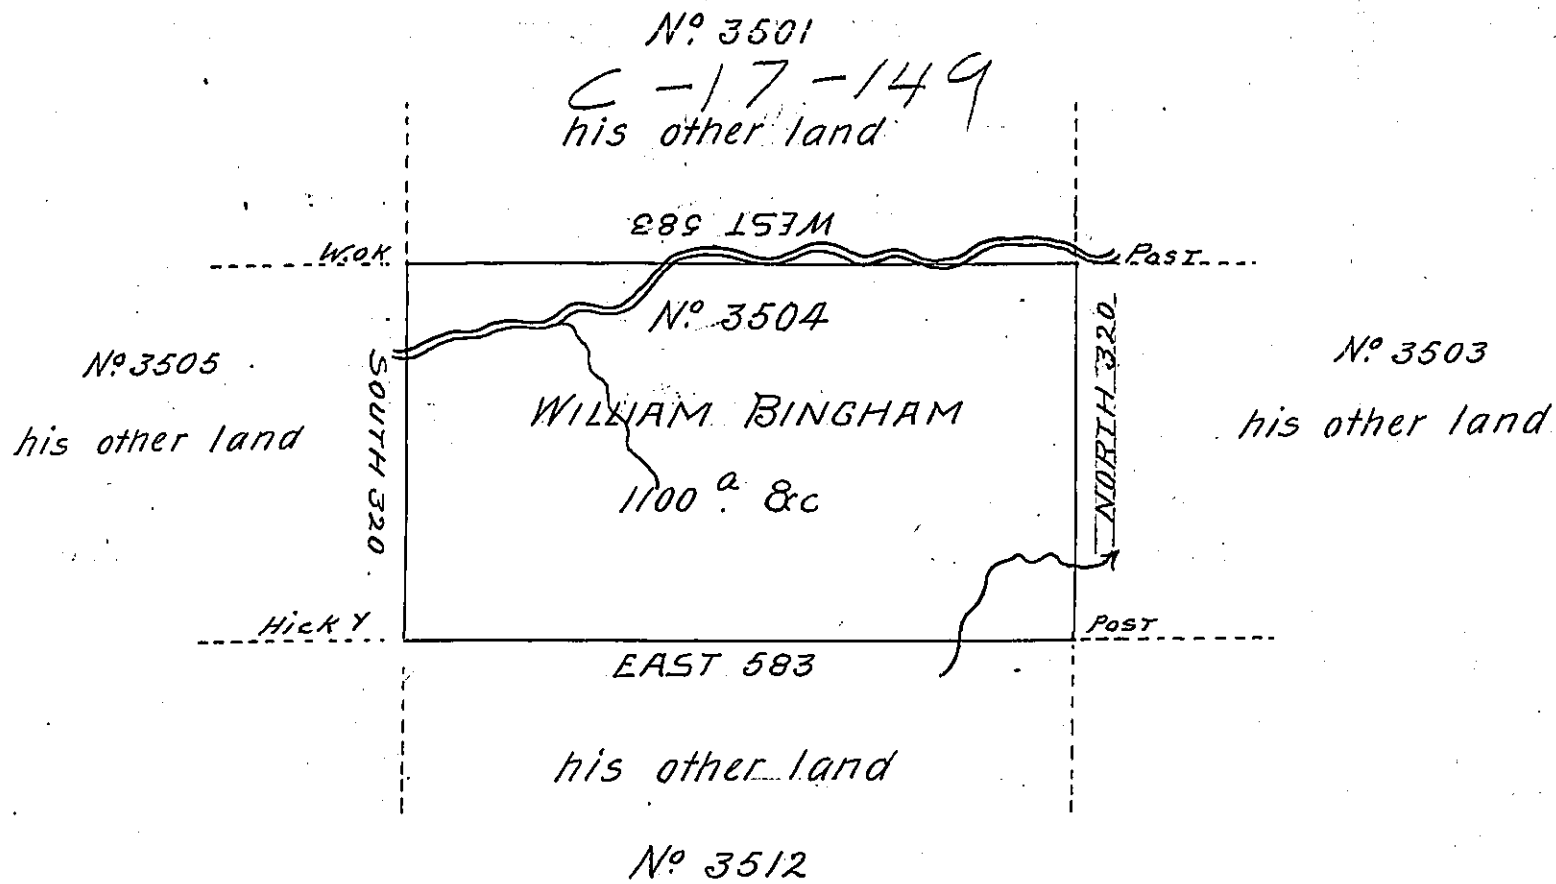 Nº 3501
C-17-149
his other land
WEST 583
W.OK
POST
Nº 3504
Nº 3505
his other land
SOUTH 320
WILLIAM BINGHAM
1100 a. &c
NORTH 320
Nº 3503
his other land
HickY
POST
EAST 583
his other land
Nº 3512